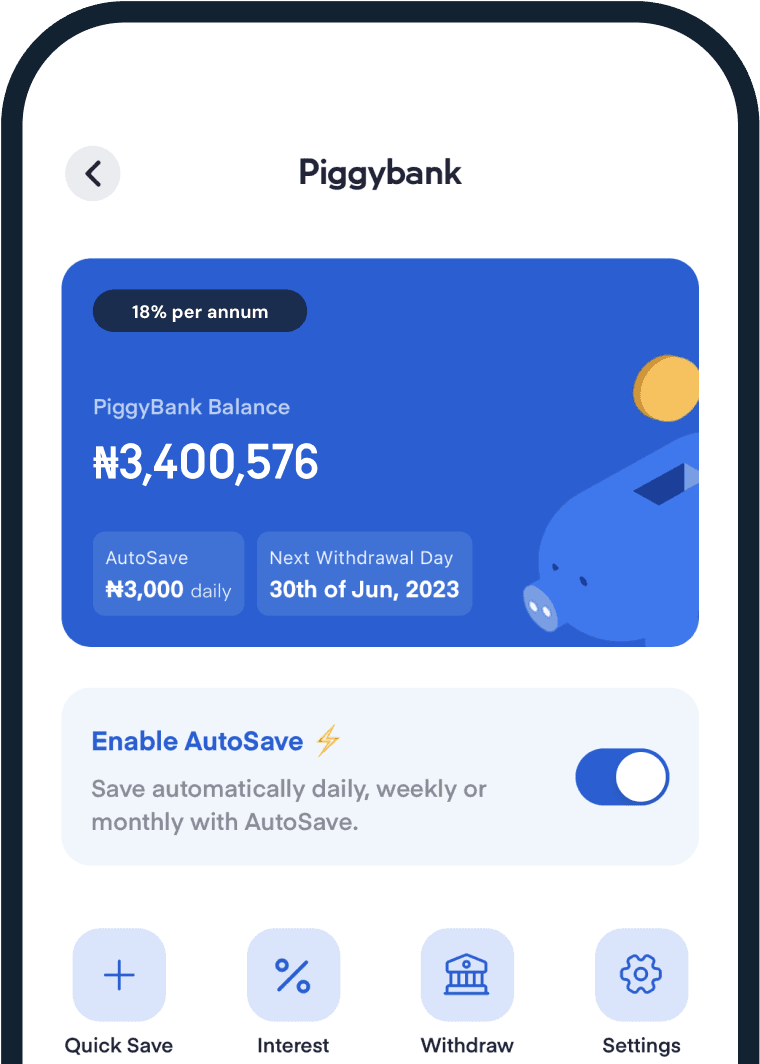 Piggybank
18% per annum
PiggyBank Balance
₦3,400,576
AutoSave
₦3,000 daily
Next Withdrawal Day
30th of Jun, 2023
Enable AutoSave ⚡
Save automatically daily, weekly or
monthly with AutoSave.
Quick Save
Interest
Withdraw
Settings